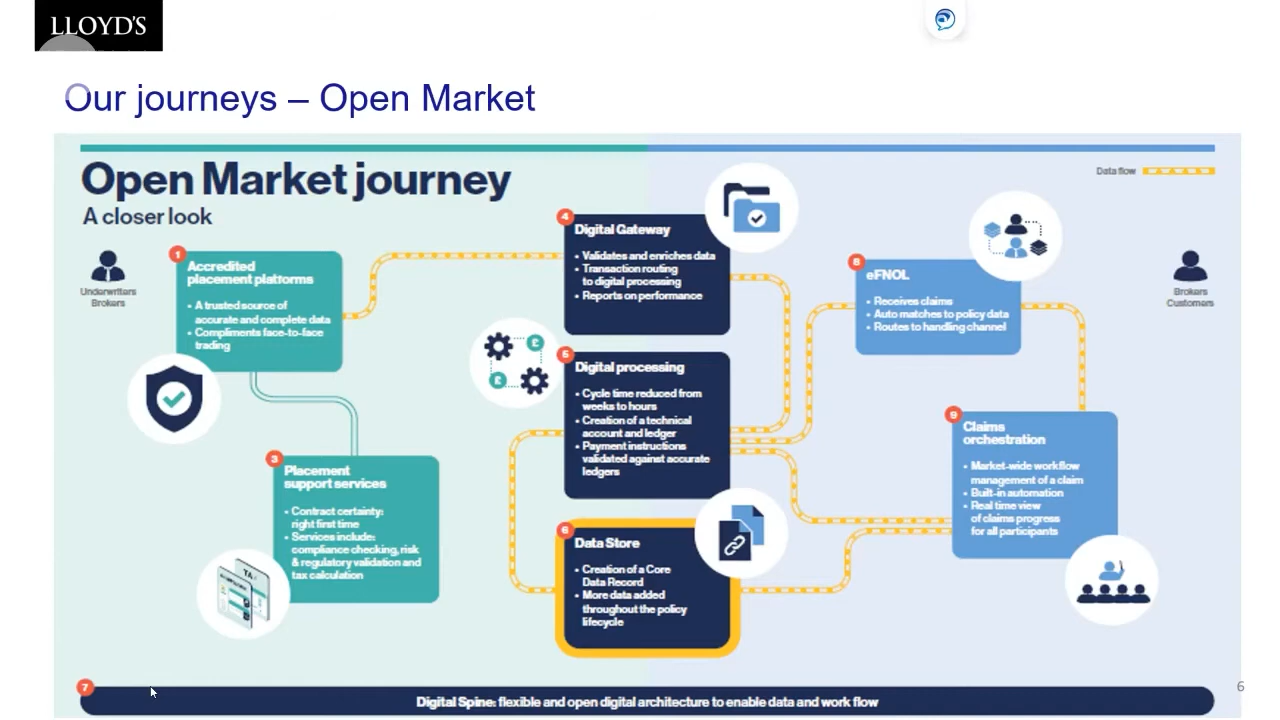 LLOYD'S
Our journeys – Open Market
Open Market journey
A closer look
Data flow
Underwriters
Brokers
1
Accredited
placement platforms
• A trusted source of
accurate and complete data
• Compliments face-to-face
trading
3
Placement
support services
• Contract certainty:
right first time
• Services include:
compliance checking, risk
& regulatory validation and
tax calculation
TAX
4
Digital Gateway
• Validates and enriches data
• Transaction routing
to digital processing
• Reports on performance
£
£
5
Digital processing
• Cycle time reduced from
weeks to hours
• Creation of a technical
account and ledger
• Payment instructions
validated against accurate
ledgers
6
Data Store
• Creation of a Core
Data Record
• More data added
throughout the policy
lifecycle
8
eFNOL
• Receives claims
• Auto matches to policy data
• Routes to handling channel
Brokers
Customers
9
Claims
orchestration
• Market-wide workflow
management of a claim
• Built-in automation
• Real time view
of claims progress
for all participants
7
Digital Spine: flexible and open digital architecture to enable data and work flow
6